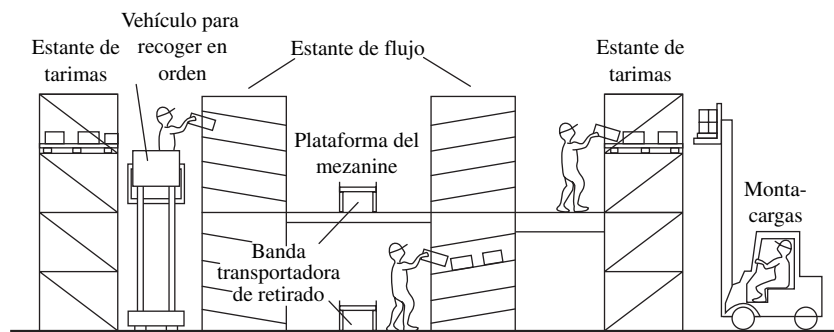 Estante de
tarimas
Vehículo para
recoger en
orden
Estante de flujo
Estante de
tarimas
Plataforma del
mezanine
Monta-
cargas
Banda
transportadora
de retirado